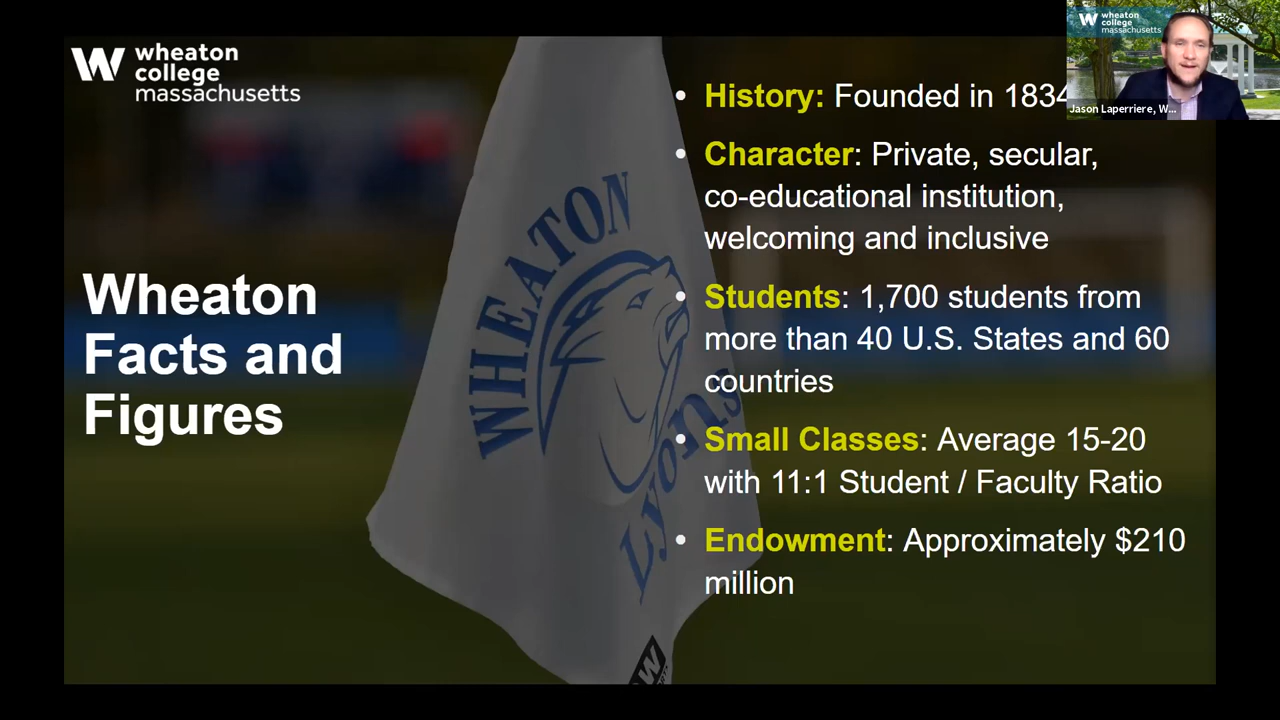 wheaton
college
massachusetts
Wheaton
Facts and
Figures
WHEATON
Lyons
• History: Founded in 1834
• Character: Private, secular,
co-educational institution,
welcoming and inclusive
• Students: 1,700 students from
more than 40 U.S. States and 60
countries
• Small Classes: Average 15-20
with 11:1 Student / Faculty Ratio
• Endowment: Approximately $210
million
W wheaton
college
massachusetts
Jason Laperriere, W...